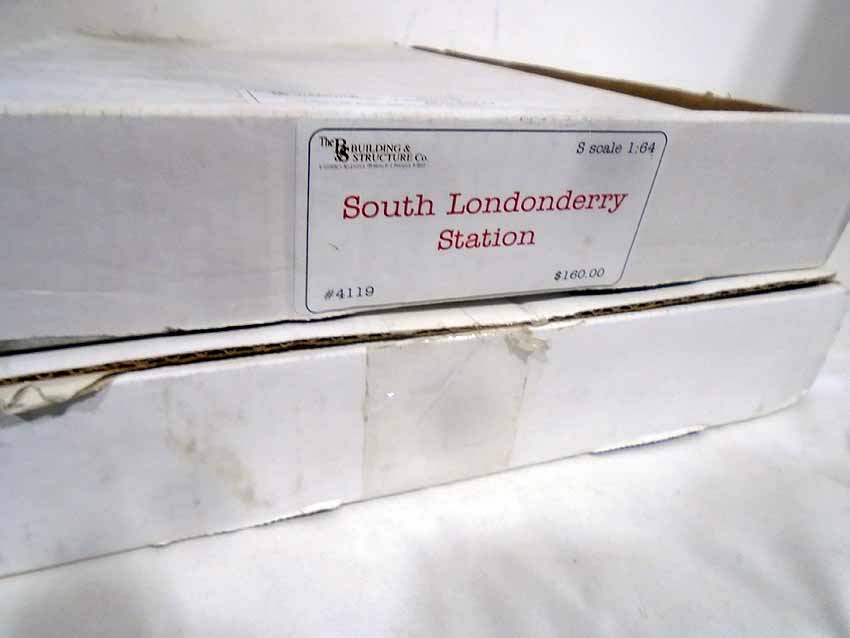 The B&S BUILDING &
STRUCTURE Co.
S scale 1:64
South Londonderry
Station
$160.00
#4119